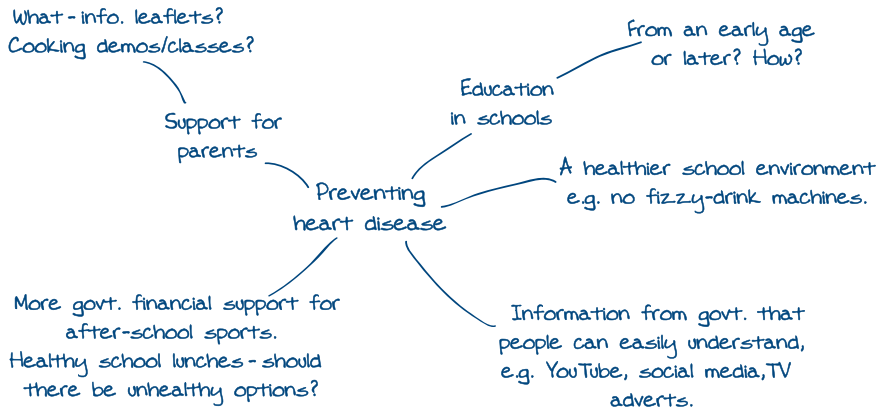 What - info. leaflets?
Cooking demos/classes?
Support for
parents
From an early age
or later? How?
Education
in schools
A healthier school environment
e.g. no fizzy-drink machines.
Preventing
heart disease
More govt. financial support for
after-school sports.
Healthy school lunches - should
there be unhealthy options?
Information from govt. that
people can easily understand,
e.g. YouTube, social media, TV
adverts.